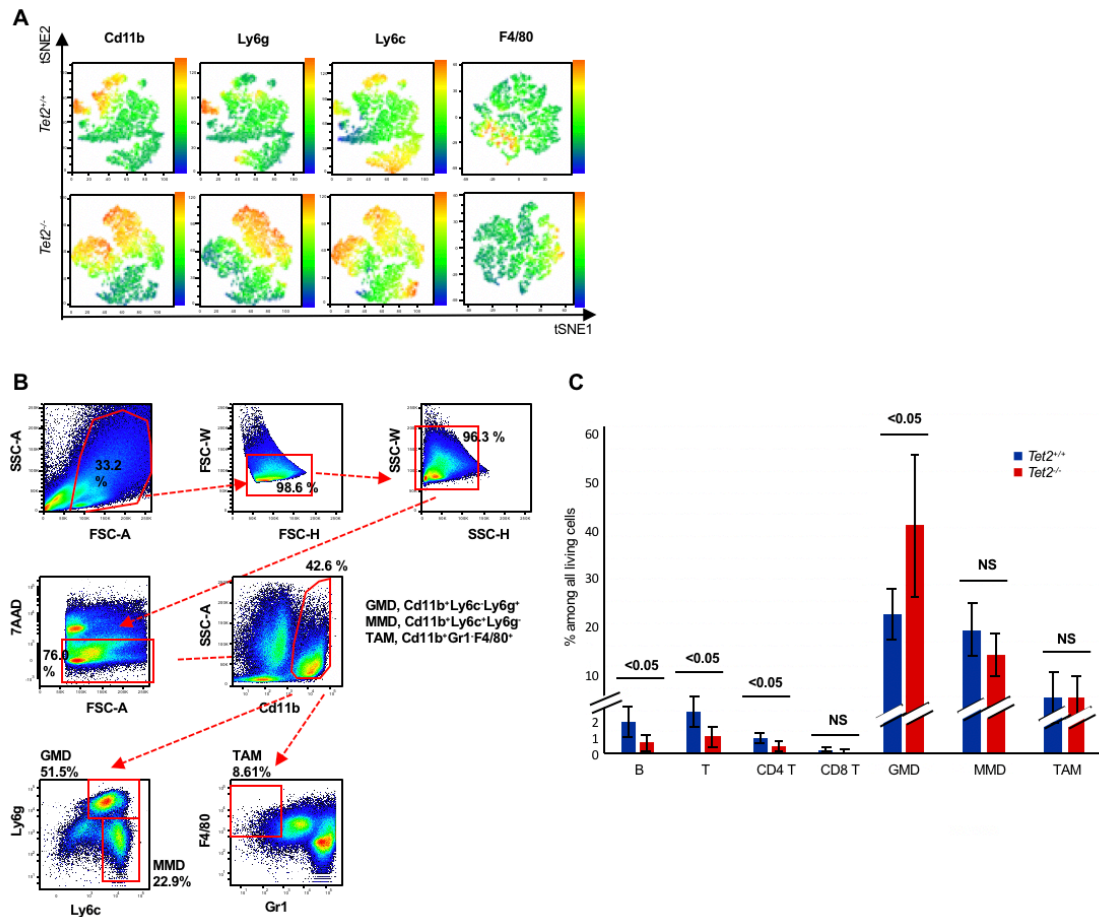 A
Cd11b Ly6g Ly6c F4/80
tSNE2
Tet2+/+
Tet2-/-
tSNE1
B
SSC-A
33.2
%
FSC-A
FSC-W
98.6 %
FSC-H
SSC-W
96.3 %
SSC-H
7AAD
76.0
%
FSC-A
SSC-A
42.6 %
Cd11b
GMD, Cd11b+Ly6c-Ly6g+
MMD, Cd11b+Ly6c+Ly6g-
TAM, Cd11b+Gr1-F4/80+
GMD
51.5%
Ly6g
MMD
22.9%
Ly6c
TAM
8.61%
F4/80
Gr1
C
% among all living cells
60
50
40
30
20
10
2
1
0
<0.05
<0.05
<0.05
NS
<0.05
NS
NS
Tet2+/+
Tet2-/-
B T CD4 T CD8 T GMD MMD TAM